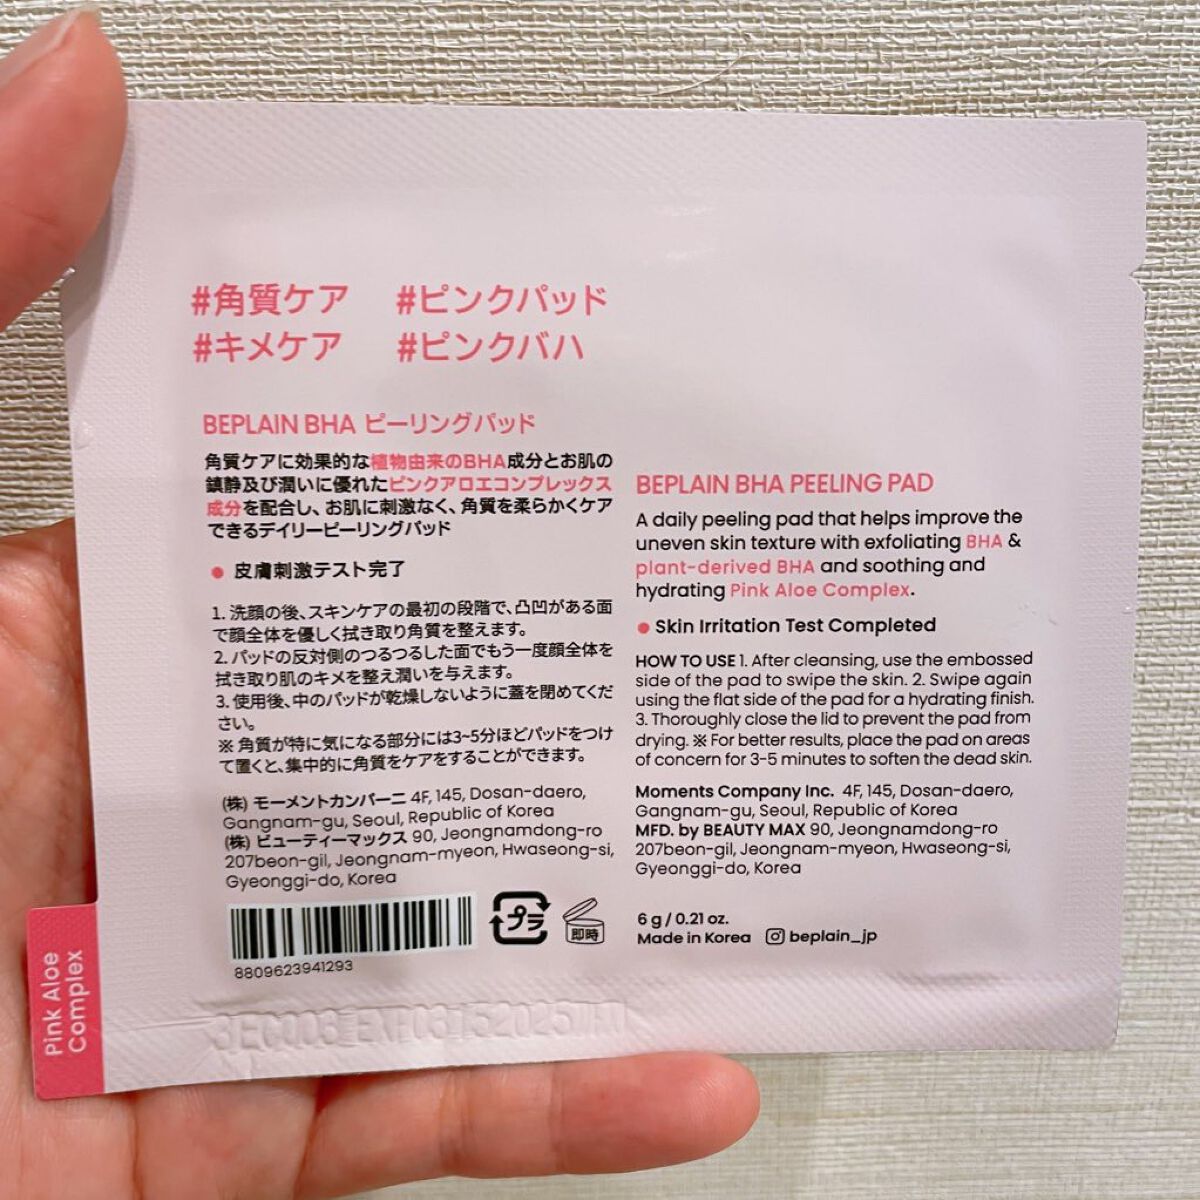 #角質ケア #ピンクパッド
#キメケア #ピンクバハ
BEPLAIN BHA ピーリングパッド
角質ケアに効果的な植物由来のBHA成分とお肌の
鎮静及び潤いに優れたピンクアロエコンプレックス
成分を配合し、お肌に刺激なく、角質を柔らかくケア
できるデイリーピーリングパッド
● 皮膚刺激テスト完了
1. 洗顔の後、スキンケアの最初の段階で、凸凹がある面
で顔全体を優しく拭き取り角質を整えます。
2. パッドの反対側のつるつるした面でもう一度顔全体を
拭き取り肌のキメを整え潤いを与えます。
3. 使用後、中のパッドが乾燥しないように蓋を閉めてくだ
さい。
※ 角質が特に気になる部分には3~5分ほどパッドをつけ
て置くと、集中的に角質をケアをすることができます。
(株) モーメントカンパーニ 4F, 145, Dosan-daero,
Gangnam-gu, Seoul, Republic of Korea
(株) ビューティーマックス 90, Jeongnamdong-ro
207beon-gil, Jeongnam-myeon, Hwaseong-si,
Gyeonggi-do, Korea
8809623941293
プラ
即時
BEPLAIN BHA PEELING PAD
A daily peeling pad that helps improve the
uneven skin texture with exfoliating BHA &
plant-derived BHA and soothing and
hydrating Pink Aloe Complex.
● Skin Irritation Test Completed
HOW TO USE 1. After cleansing, use the embossed
side of the pad to swipe the skin. 2. Swipe again
using the flat side of the pad for a hydrating finish.
3. Thoroughly close the lid to prevent the pad from
drying. ※ For better results, place the pad on areas
of concern for 3-5 minutes to soften the dead skin.
Moments Company Inc. 4F, 145, Dosan-daero,
Gangnam-gu, Seoul, Republic of Korea
MFD. by BEAUTY MAX 90, Jeongnamdong-ro
207beon-gil, Jeongnam-myeon, Hwaseong-si,
Gyeonggi-do, Korea
6 g / 0.21 oz.
Made in Korea beplain_jp
Pink Aloe
Complex